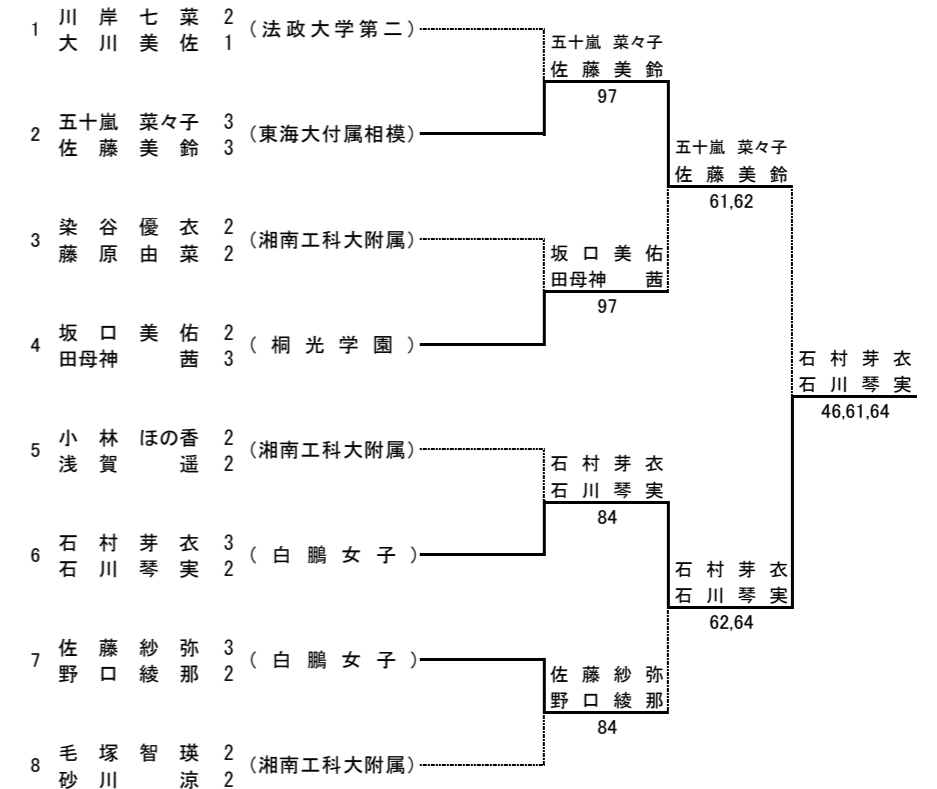 1 川岸七菜 2 (法政大学第二)
大川美佐 1
五十嵐 菜々子
佐藤美鈴
97
2 五十嵐 菜々子 3 (東海大付属相模)
佐藤美鈴 3
五十嵐 菜々子
佐藤美鈴
61,62
3 染谷優衣 2 (湘南工科大附属)
藤原由菜 2
坂口美佑
田母神 茜
97
4 坂口美佑 2 (桐光学園)
田母神 茜 3
石村芽衣
石川琴実
46,61,64
5 小林 ほの香 2 (湘南工科大附属)
浅賀 遥 2
石村芽衣
石川琴実
84
6 石村芽衣 3 (白鵬女子)
石川琴実 2
石村芽衣
石川琴実
62,64
7 佐藤紗弥 3 (白鵬女子)
野口綾那 2
佐藤紗弥
野口綾那
84
8 毛塚智瑛 2 (湘南工科大附属)
砂川 涼 2